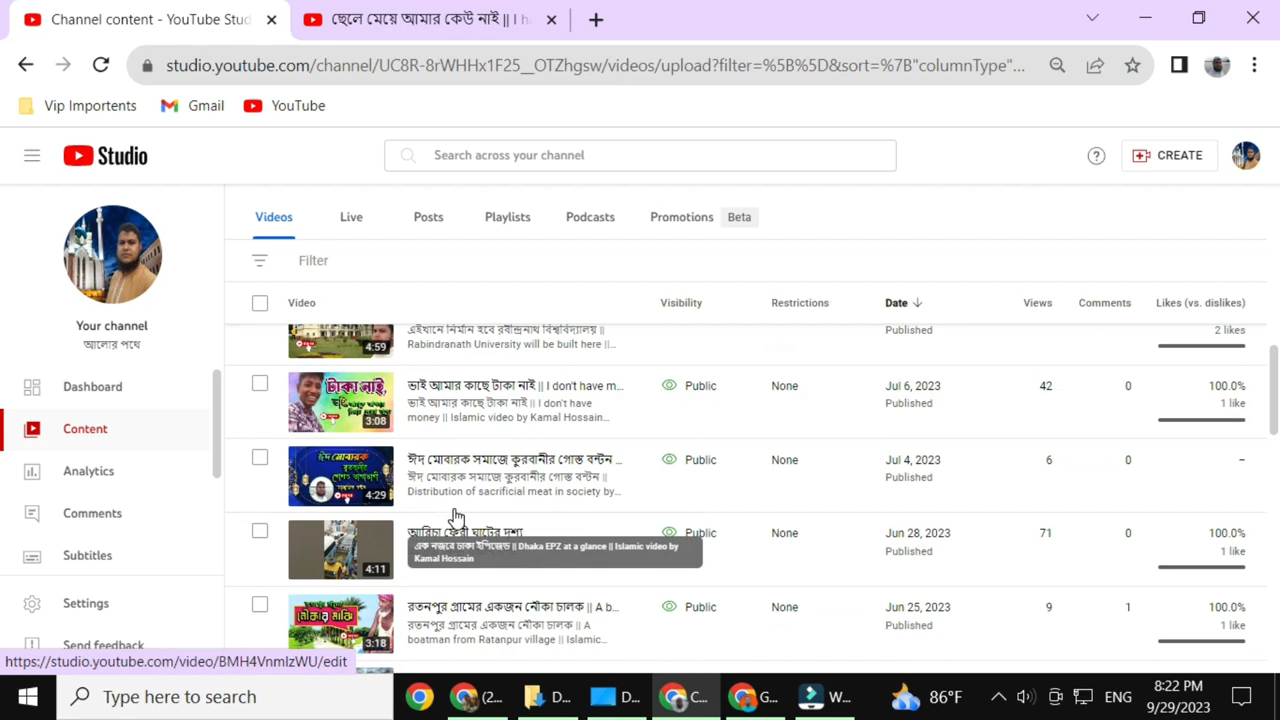 Channel content - YouTube Stud
ছেলে মেয়ে আমার কেউ নাই || I ha
studio.youtube.com/channel/UC8R-8rWHHx1F25__OTZhgsw/videos/upload?filter=%5B%5D&sort=%7B"columnType"...
Vip Importents
Gmail
YouTube
Studio
Search across your channel
CREATE
Videos
Live
Posts
Playlists
Podcasts
Promotions
Beta
Filter
Your channel
আলোর পথে
Dashboard
Content
Analytics
Comments
Subtitles
Settings
Send feedback
Video
Visibility
Restrictions
Date
Views
Comments
Likes (vs. dislikes)
4:59
এইখানে নির্মান হবে রবীন্দ্রনাথ বিশ্ববিদ্যালয় ||
Rabindranath University will be built here ||...
Published
2 likes
টাকা নাই,
3:08
ভাই আমার কাছে টাকা নাই || I don't have m...
ভাই আমার কাছে টাকা নাই || I don't have
money || Islamic video by Kamal Hossain...
Public
None
Jul 6, 2023
Published
42
0
100.0%
1 like
ঈদ মোবারক
4:29
ঈদ মোবারক সমাজে কুরবানীর গোস্ত বন্টন ...
ঈদ মোবারক সমাজে কুরবানীর গোস্ত বন্টন ||
Distribution of sacrificial meat in society by...
Public
None
Jul 4, 2023
Published
6
0
–
4:11
আরিচা ফেরী ঘাটের দৃশ্য
এক নজরে ঢাকা ইপিজেড || Dhaka EPZ at a glance || Islamic video by
Kamal Hossain
Public
None
Jun 28, 2023
Published
71
0
100.0%
1 like
নৌকার মাঝি
3:18
রতনপুর গ্রামের একজন নৌকা চালক || A b...
রতনপুর গ্রামের একজন নৌকা চালক || A
boatman from Ratanpur village || Islamic...
Public
None
Jun 25, 2023
Published
9
1
100.0%
1 like
https://studio.youtube.com/video/BMH4VnmlzWU/edit
Type here to search
(2...
D...
D...
C...
G...
W...
86°F
ENG
8:22 PM
9/29/2023